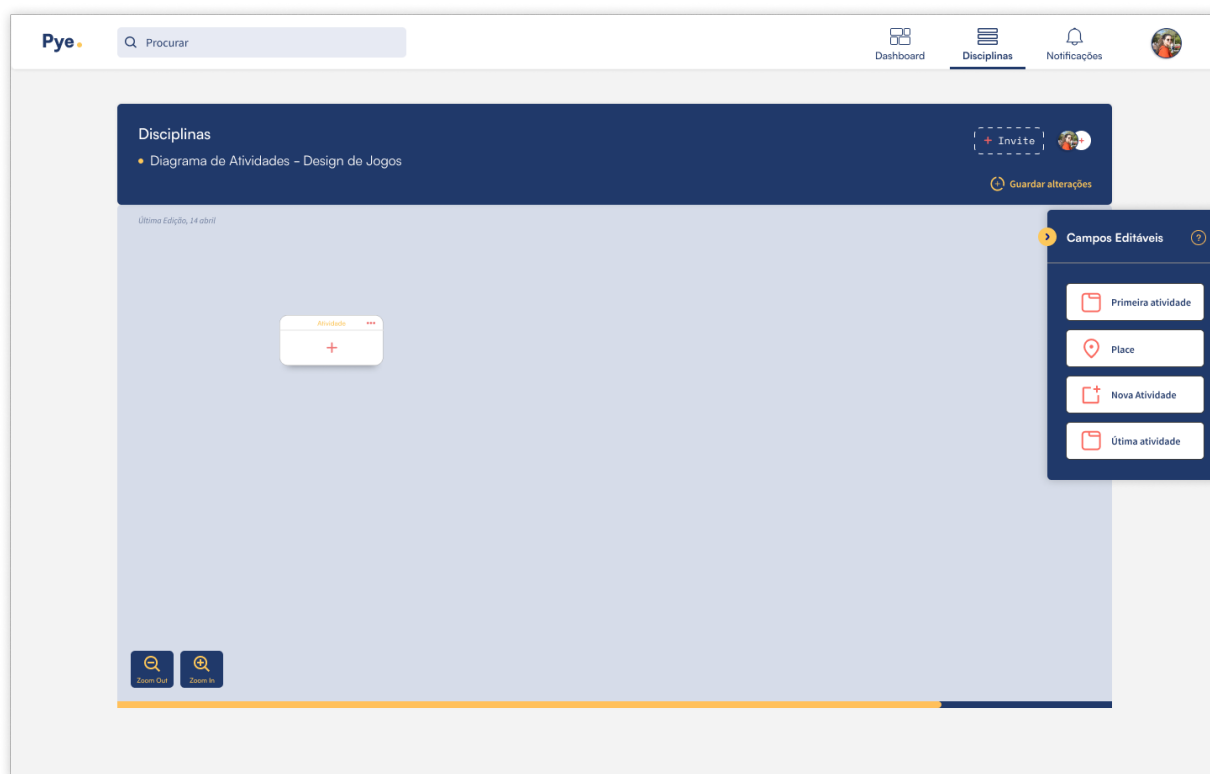 Pye.
Procurar
Dashboard
Disciplinas
Notificações
Disciplinas
Diagrama de Atividades - Design de Jogos
+ Invite
Guardar alterações
Última Edição, 14 abril
Campos Editáveis
?
Primeira atividade
Place
Nova Atividade
Útima atividade
Atividade
Zoom Out
Zoom In